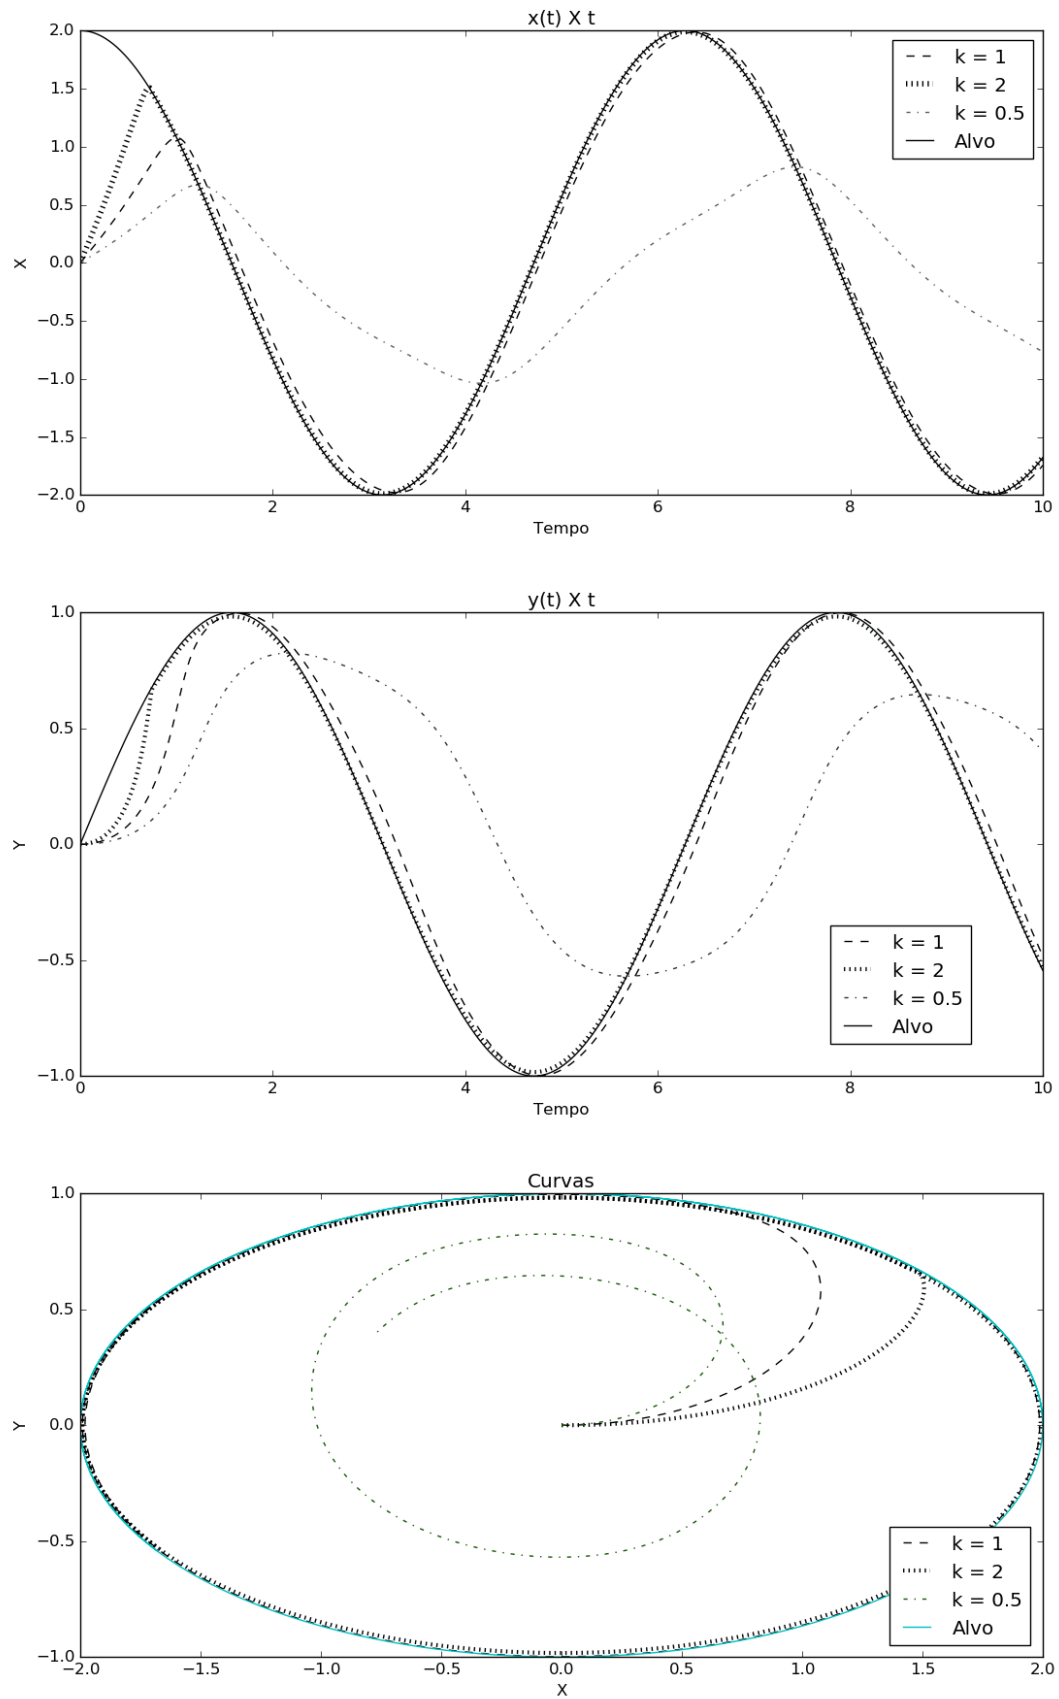 x(t) X t
2.0
1.5
1.0
0.5
0.0
−0.5
−1.0
−1.5
−2.0
X
k = 1
k = 2
k = 0.5
Alvo
0 2 4 6 8 10
Tempo
y(t) X t
1.0
0.5
0.0
−0.5
−1.0
Y
k = 1
k = 2
k = 0.5
Alvo
0 2 4 6 8 10
Tempo
Curvas
1.0
0.5
0.0
−0.5
−1.0
Y
k = 1
k = 2
k = 0.5
Alvo
−2.0 −1.5 −1.0 −0.5 0.0 0.5 1.0 1.5 2.0
X